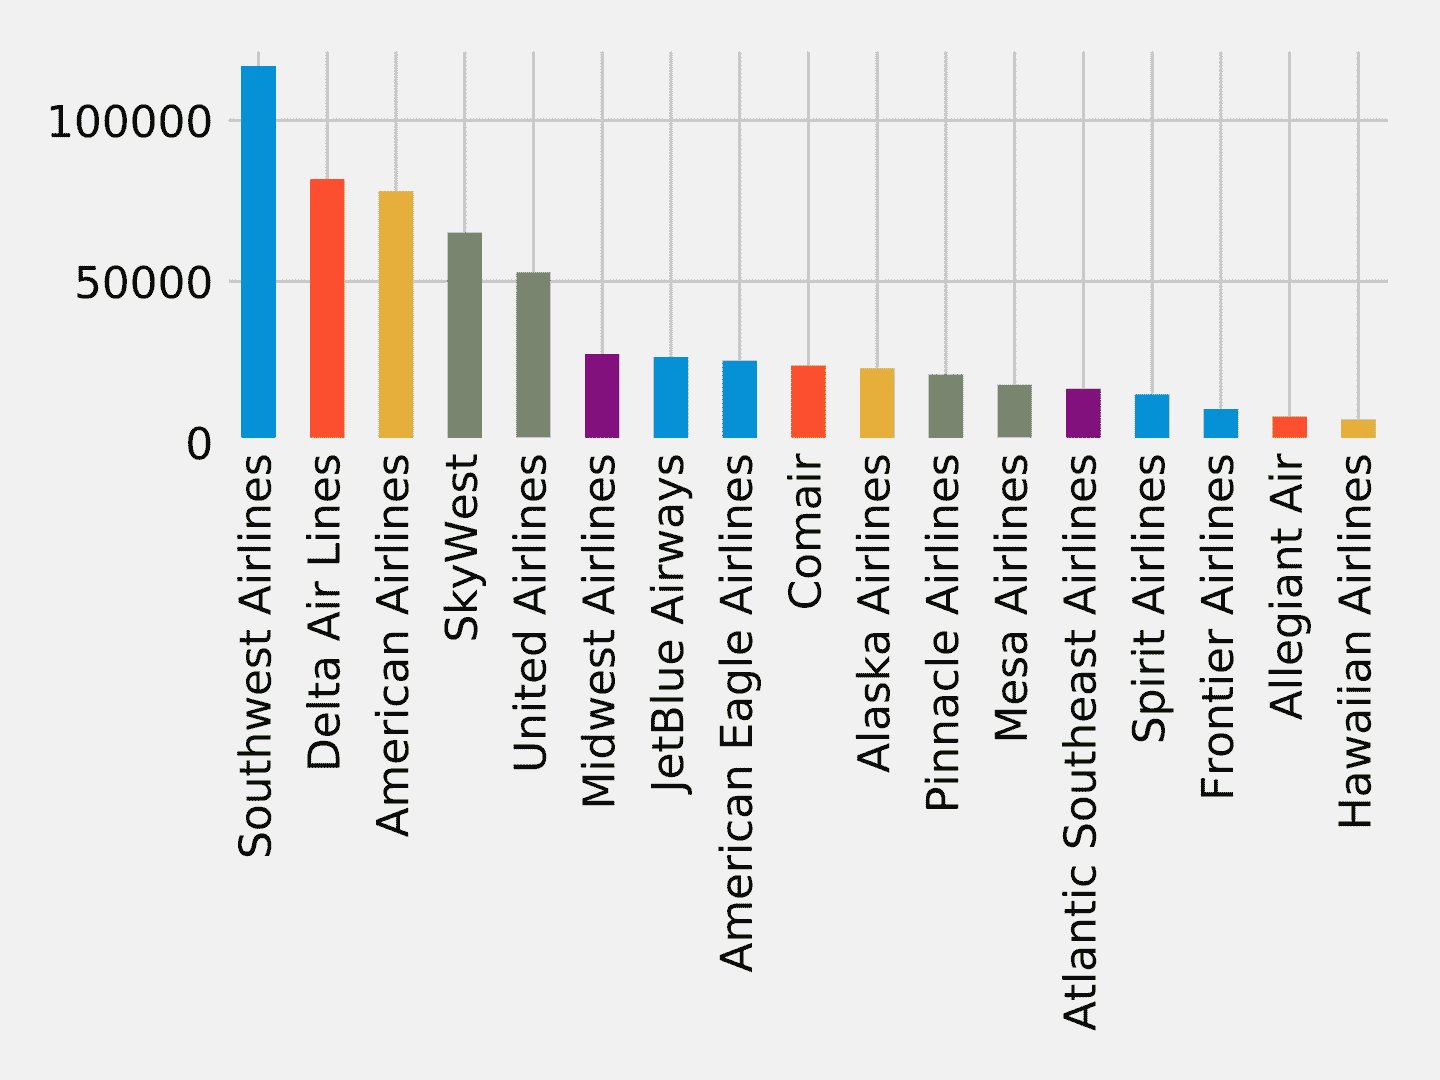 100000
50000
0
Southwest Airlines
Delta Air Lines
American Airlines
SkyWest
United Airlines
Midwest Airlines
JetBlue Airways
American Eagle Airlines
Comair
Alaska Airlines
Pinnacle Airlines
Mesa Airlines
Atlantic Southeast Airlines
Spirit Airlines
Frontier Airlines
Allegiant Air
Hawaiian Airlines